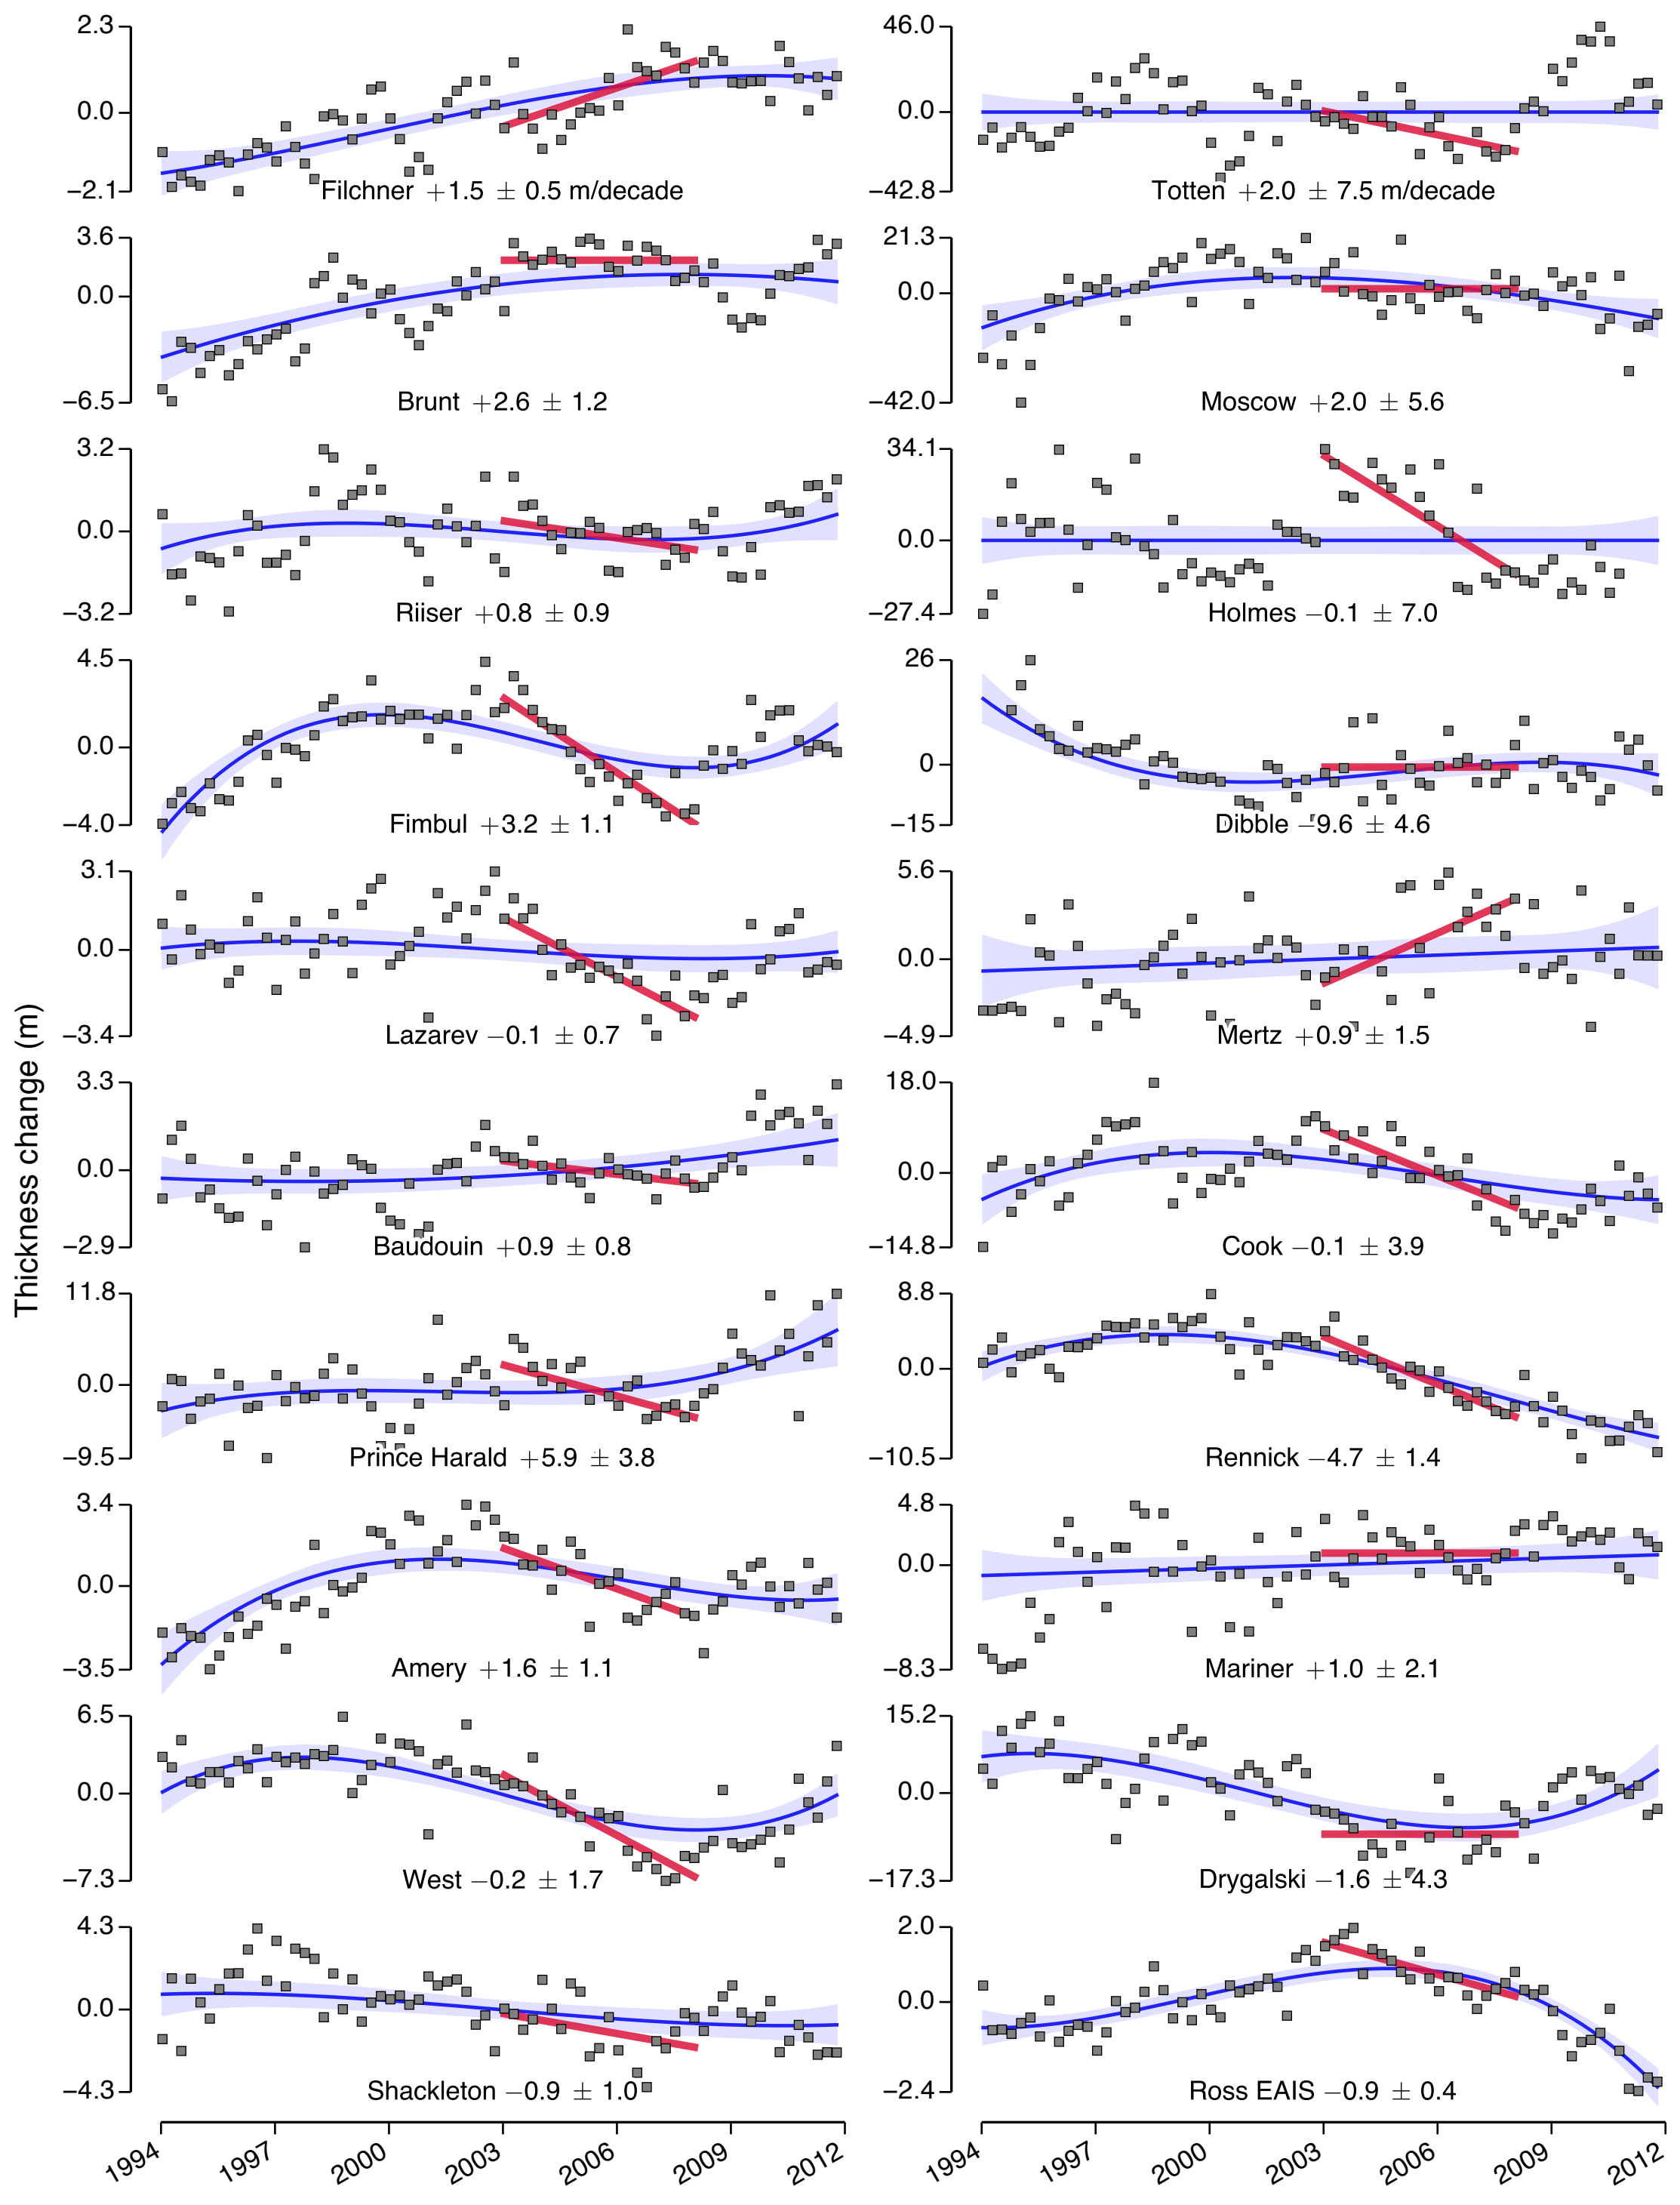 Thickness change (m)
2.3
0.0
−2.1
Filchner +1.5 ± 0.5 m/decade
3.6
0.0
−6.5
Brunt +2.6 ± 1.2
3.2
0.0
−3.2
Riiser +0.8 ± 0.9
4.5
0.0
−4.0
Fimbul +3.2 ± 1.1
3.1
0.0
−3.4
Lazarev −0.1 ± 0.7
3.3
0.0
−2.9
Baudouin +0.9 ± 0.8
11.8
0.0
−9.5
Prince Harald +5.9 ± 3.8
3.4
0.0
−3.5
Amery +1.6 ± 1.1
6.5
0.0
−7.3
West −0.2 ± 1.7
4.3
0.0
−4.3
Shackleton −0.9 ± 1.0
1994 1997 2000 2003 2006 2009 2012
46.0
0.0
−42.8
Totten +2.0 ± 7.5 m/decade
21.3
0.0
−42.0
Moscow +2.0 ± 5.6
34.1
0.0
−27.4
Holmes −0.1 ± 7.0
26
0
−15
Dibble −9.6 ± 4.6
5.6
0.0
−4.9
Mertz +0.9 ± 1.5
18.0
0.0
−14.8
Cook −0.1 ± 3.9
8.8
0.0
−10.5
Rennick −4.7 ± 1.4
4.8
0.0
−8.3
Mariner +1.0 ± 2.1
15.2
0.0
−17.3
Drygalski −1.6 ± 4.3
2.0
0.0
−2.4
Ross EAIS −0.9 ± 0.4
1994 1997 2000 2003 2006 2009 2012